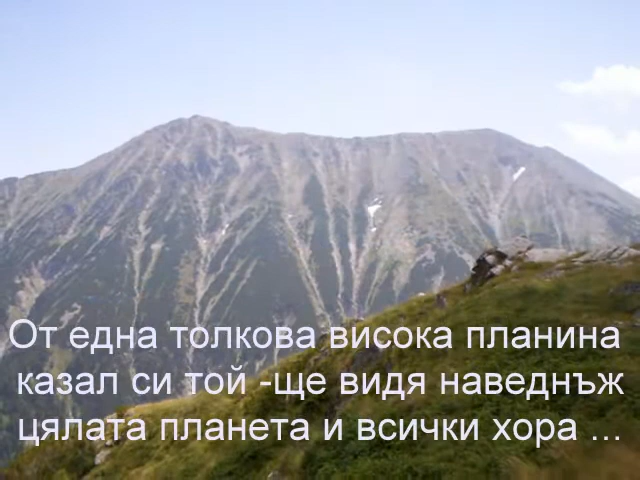 От една толкова висока планина
казал си той -ще видя наведнъж
цялата планета и всички хора ...